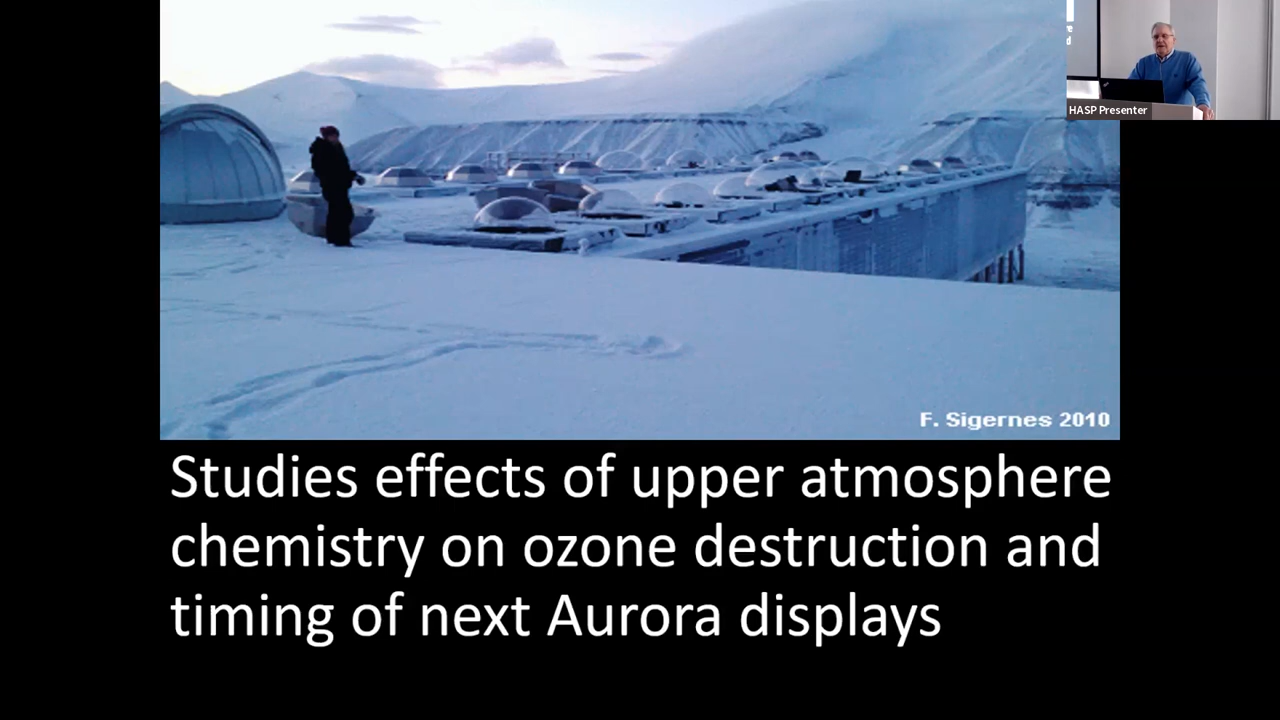 HASP Presenter
F. Sigernes 2010
Studies effects of upper atmosphere
chemistry on ozone destruction and
timing of next Aurora displays